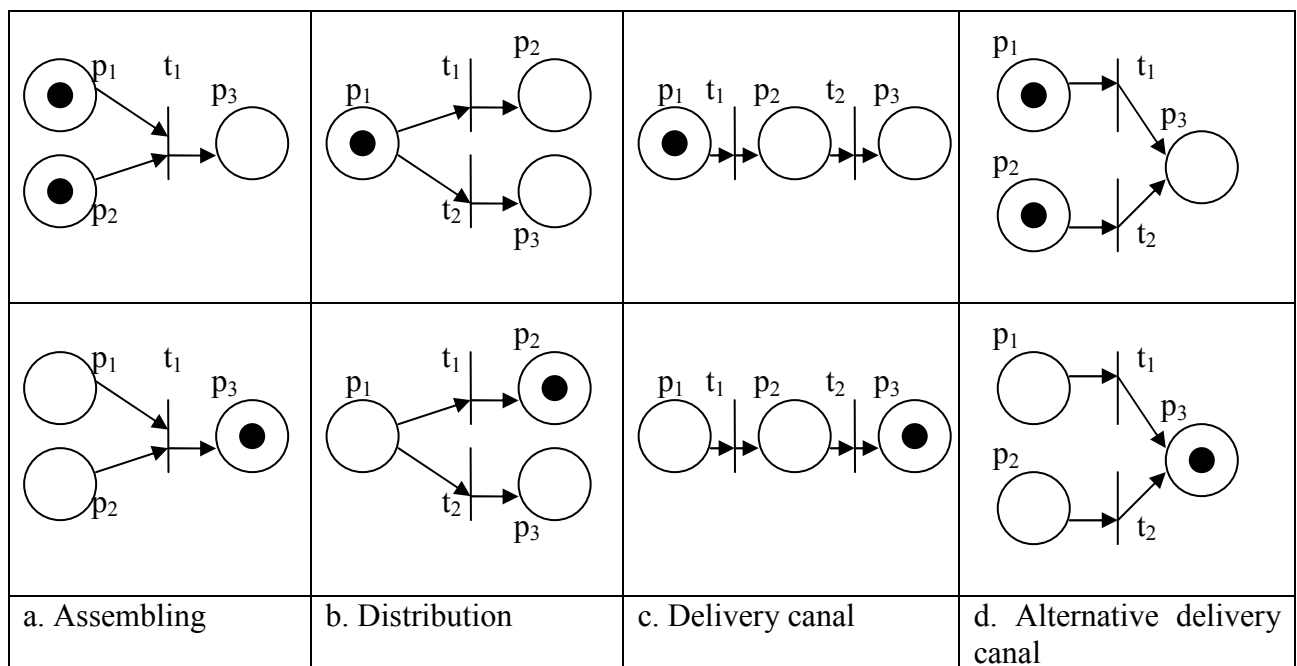 p₁ t₁
p₃
p₂
p₂
t₁
p₁
t₂
p₃
p₁ t₁ p₂ t₂ p₃
p₁
t₁
p₃
p₂
t₂
p₁ t₁
p₃
p₂
p₂
t₁
p₁
t₂
p₃
p₁ t₁ p₂ t₂ p₃
p₁
t₁
p₃
p₂
t₂
a. Assembling
b. Distribution
c. Delivery canal
d. Alternative delivery
canal